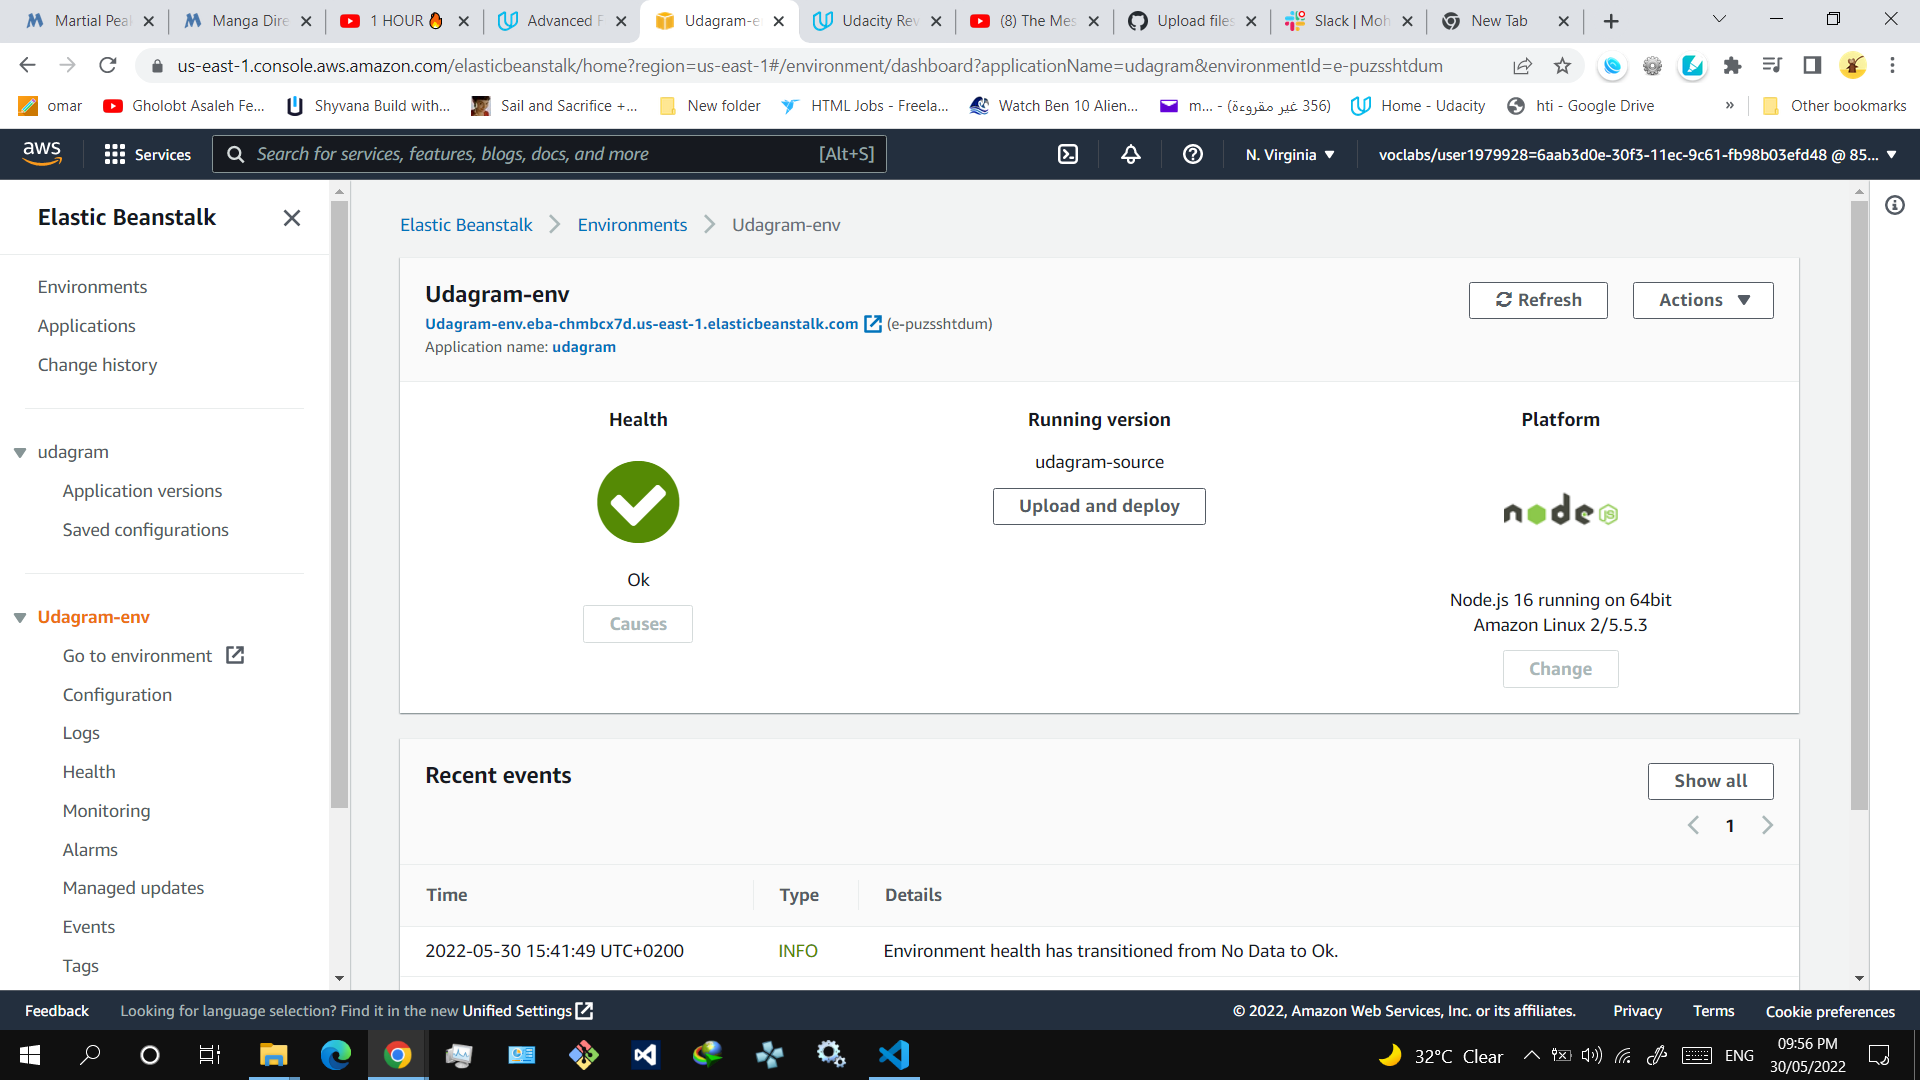 Martial Peal
Manga Dire
1 HOUR
Advanced F
Udagram-e
Udacity Rev
(8) The Mes
Upload files
Slack | Moh
New Tab
us-east-1.console.aws.amazon.com/elasticbeanstalk/home?region=us-east-1#/environment/dashboard?applicationName=udagram&environmentId=e-puzsshtdum
omar
Gholobt Asaleh Fe...
Shyvana Build with...
Sail and Sacrifice +...
New folder
HTML Jobs - Freela...
Watch Ben 10 Alien...
(356 غير مقروءة) - m...
Home - Udacity
hti - Google Drive
»
Other bookmarks
aws
Services
Search for services, features, blogs, docs, and more
[Alt+S]
N. Virginia
voclabs/user1979928=6aab3d0e-30f3-11ec-9c61-fb98b03efd48 @ 85...
Elastic Beanstalk
Environments
Applications
Change history
udagram
Application versions
Saved configurations
Udagram-env
Go to environment
Configuration
Logs
Health
Monitoring
Alarms
Managed updates
Events
Tags
Elastic Beanstalk
Environments
Udagram-env
Udagram-env
Udagram-env.eba-chmbcx7d.us-east-1.elasticbeanstalk.com (e-puzsshtdum)
Application name: udagram
Refresh
Actions
Health
Ok
Causes
Running version
udagram-source
Upload and deploy
Platform
node JS
Node.js 16 running on 64bit
Amazon Linux 2/5.5.3
Change
Recent events
Show all
1
Time
Type
Details
2022-05-30 15:41:49 UTC+0200
INFO
Environment health has transitioned from No Data to Ok.
Feedback
Looking for language selection? Find it in the new Unified Settings
© 2022, Amazon Web Services, Inc. or its affiliates.
Privacy
Terms
Cookie preferences
32°C Clear
ENG
09:56 PM
30/05/2022